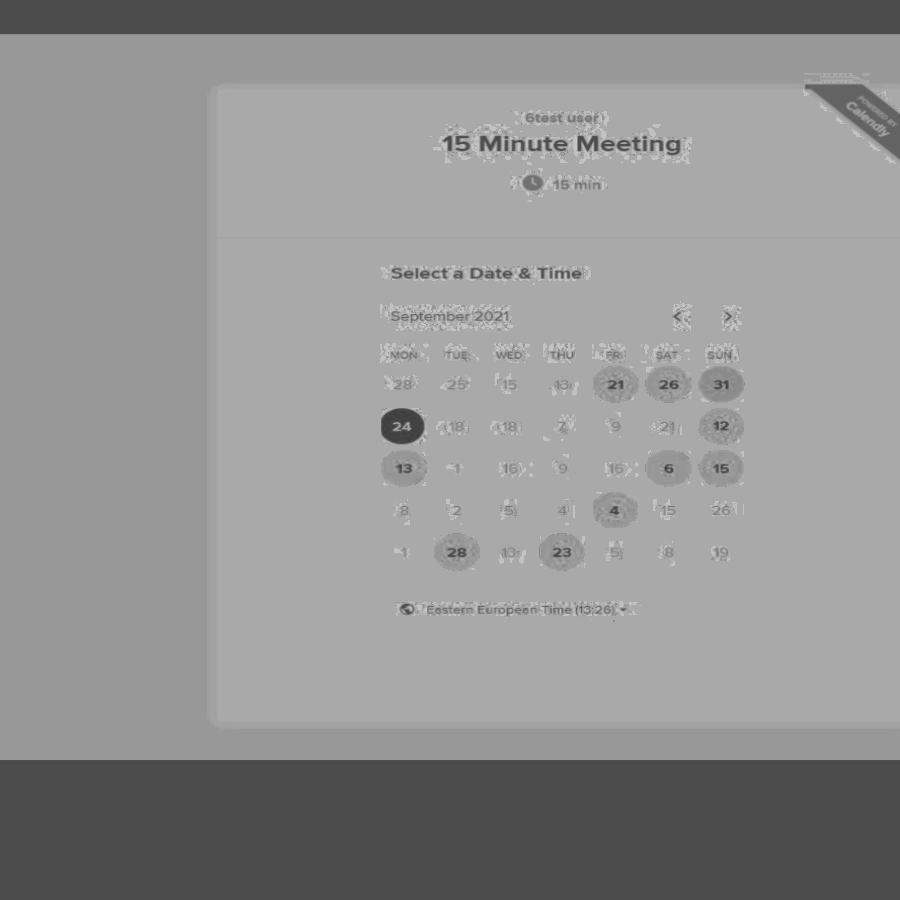 POWERED BY
Calendly
6test user
15 Minute Meeting
15 min
Select a Date & Time
September 2021
MON TUE WED THU FRI SAT SUN
28 25 15 13 21 26 31
24 18 18 7 9 21 12
13 1 16 9 16 6 15
8 2 5 4 4 15 26
1 28 13 23 5 8 19
Eastern European Time (13:26)